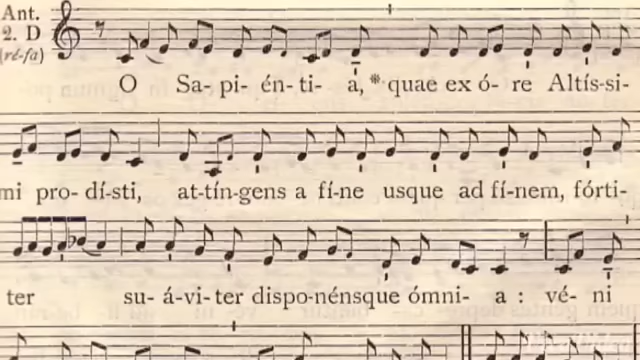 Ant.
2. D
(ré-fa)
O Sa- pi- én- ti- a, * quae ex ó- re Altís-si-
mi pro- dí-sti, at-tín-gens a fí-ne usque ad fí-nem, fórti-
ter su- á-vi-ter dispo-nénsque ómni- a : vé- ni